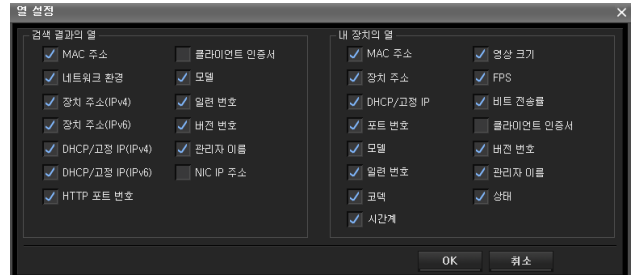 열 설정
검색 결과의 열
MAC 주소
네트워크 환경
장치 주소(IPv4)
장치 주소(IPv6)
DHCP/고정 IP(IPv4)
DHCP/고정 IP(IPv6)
HTTP 포트 번호
클라이언트 인증서
모델
일련 번호
버전 번호
관리자 이름
NIC IP 주소
내 장치의 열
MAC 주소
장치 주소
DHCP/고정 IP
포트 번호
모델
일련 번호
코덱
시간계
영상 크기
FPS
비트 전송률
클라이언트 인증서
버전 번호
관리자 이름
상태
OK
취소